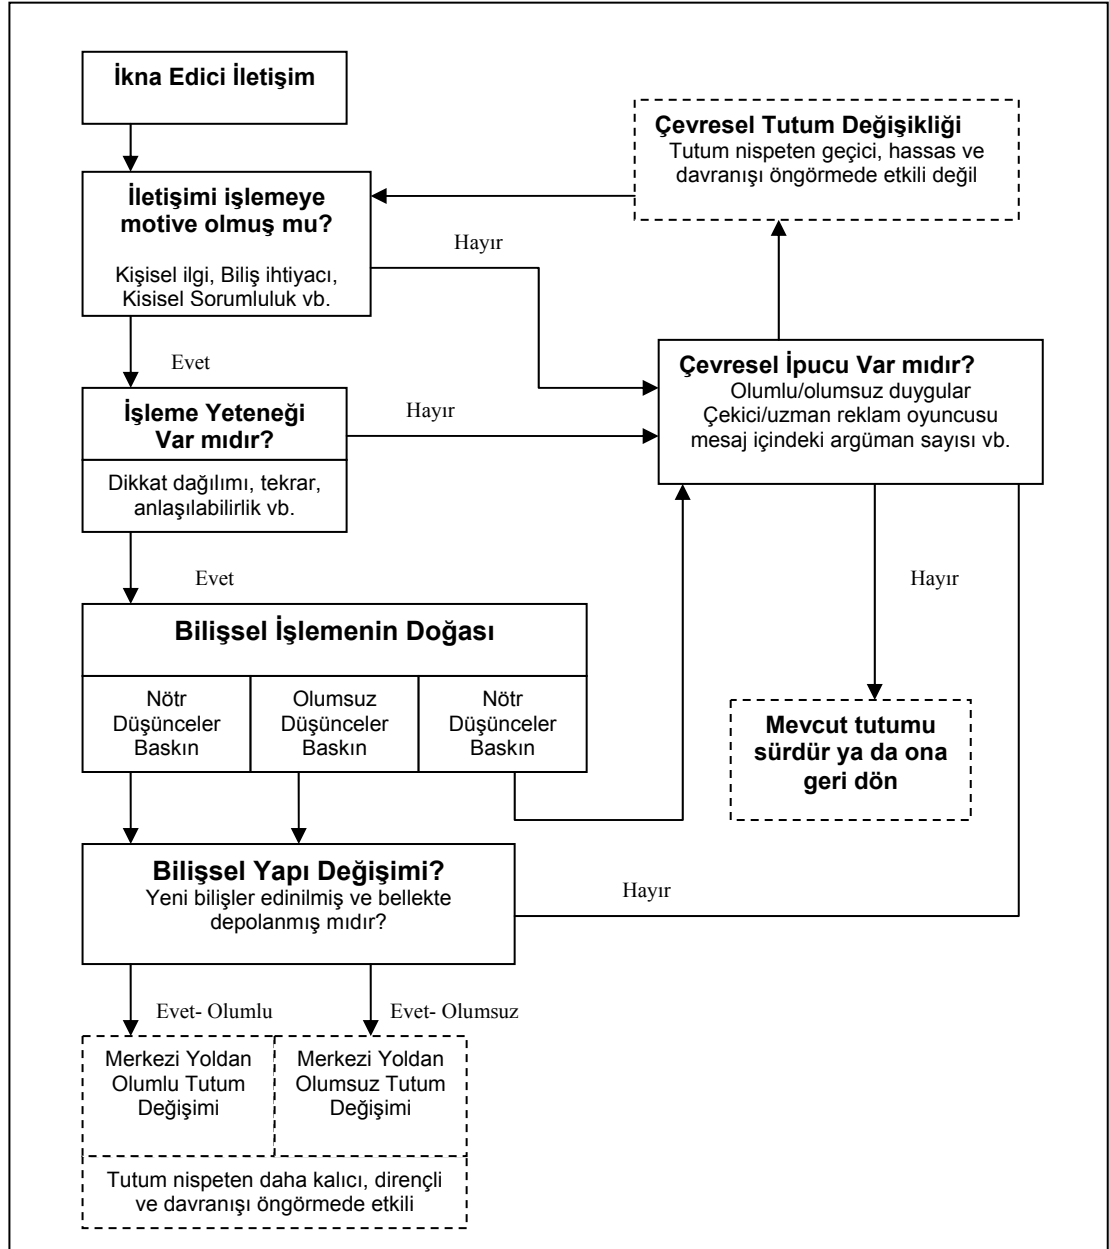 İkna Edici İletişim
Çevresel Tutum Değişikliği
Tutum nispeten geçici, hassas ve
davranışı öngörmede etkili değil
İletişimi işlemeye
motive olmuş mu?
Kişisel ilgi, Biliş ihtiyacı,
Kisisel Sorumluluk vb.
Hayır
Evet
Çevresel İpucu Var mıdır?
Olumlu/olumsuz duygular
Çekici/uzman reklam oyuncusu
mesaj içindeki argüman sayısı vb.
İşleme Yeteneği
Var mıdır?
Dikkat dağılımı, tekrar,
anlaşılabilirlik vb.
Hayır
Evet
Hayır
Bilişsel İşlemenin Doğası
Nötr
Düşünceler
Baskın
Olumsuz
Düşünceler
Baskın
Nötr
Düşünceler
Baskın
Mevcut tutumu
sürdür ya da ona
geri dön
Bilişsel Yapı Değişimi?
Yeni bilişler edinilmiş ve bellekte
depolanmış mıdır?
Hayır
Evet- Olumlu
Evet- Olumsuz
Merkezi Yoldan
Olumlu Tutum
Değişimi
Merkezi Yoldan
Olumsuz Tutum
Değişimi
Tutum nispeten daha kalıcı, dirençli
ve davranışı öngörmede etkili